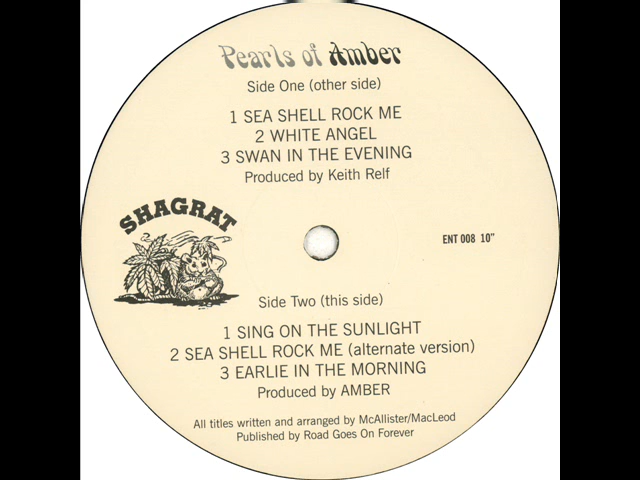 Pearls of Amber
Side One (other side)
1 SEA SHELL ROCK ME
2 WHITE ANGEL
3 SWAN IN THE EVENING
Produced by Keith Relf
SHAGRAT
ENT 008 10"
Side Two (this side)
1 SING ON THE SUNLIGHT
2 SEA SHELL ROCK ME (alternate version)
3 EARLIE IN THE MORNING
Produced by AMBER
All titles written and arranged by McAllister/MacLeod
Published by Road Goes On Forever